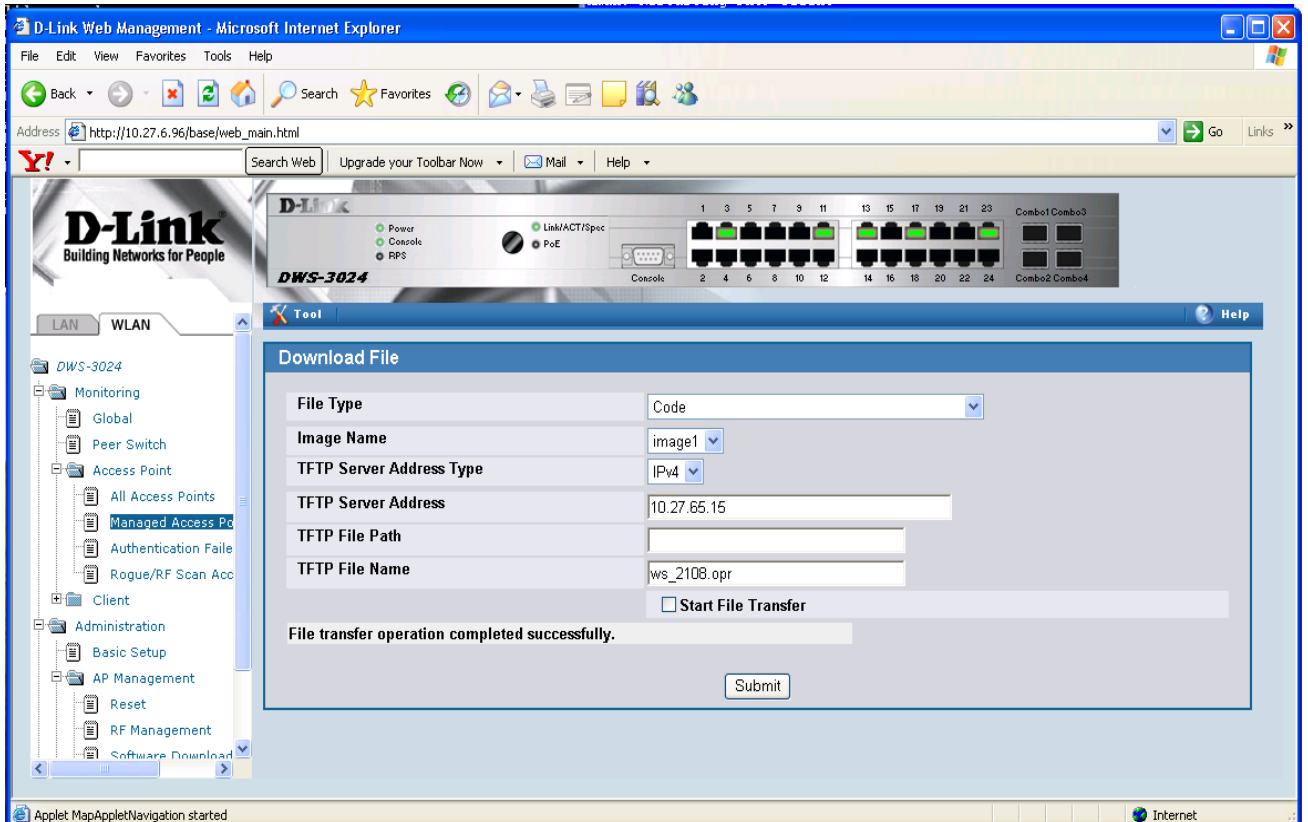 D-Link Web Management - Microsoft Internet Explorer
File Edit View Favorites Tools Help
Back Search Favorites
Address http://10.27.6.96/base/web_main.html Go Links »
Y! Search Web Upgrade your Toolbar Now Mail Help
D-Link
Building Networks for People
D-Link
Power
Console
RPS
Link/ACT/Spec
PoE
DWS-3024
Console
1 3 5 7 9 11 13 15 17 19 21 23 Combo1 Combo3
2 4 6 8 10 12 14 16 18 20 22 24 Combo2 Combo4
LAN WLAN
DWS-3024
Monitoring
Global
Peer Switch
Access Point
All Access Points
Managed Access Po
Authentication Faile
Rogue/RF Scan Acc
Client
Administration
Basic Setup
AP Management
Reset
RF Management
Software Download
Tool Help
Download File
File Type Code
Image Name image1
TFTP Server Address Type IPv4
TFTP Server Address 10.27.65.15
TFTP File Path
TFTP File Name ws_2108.opr
Start File Transfer
File transfer operation completed successfully.
Submit
Applet MapAppletNavigation started Internet